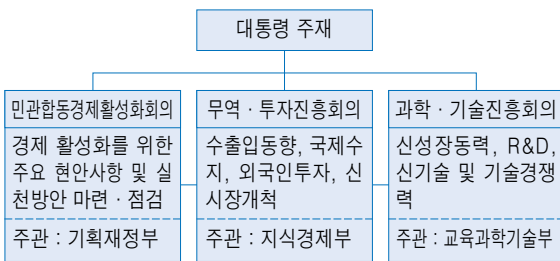 대통령 주재
민관합동경제활성화회의
경제 활성화를 위한
주요 현안사항 및 실
천방안 마련 · 점검
주관 : 기획재정부
무역 · 투자진흥회의
수출입동향, 국제수
지, 외국인투자, 신
시장개척
주관 : 지식경제부
과학 · 기술진흥회의
신성장동력, R&D,
신기술 및 기술경쟁
력
주관 : 교육과학기술부